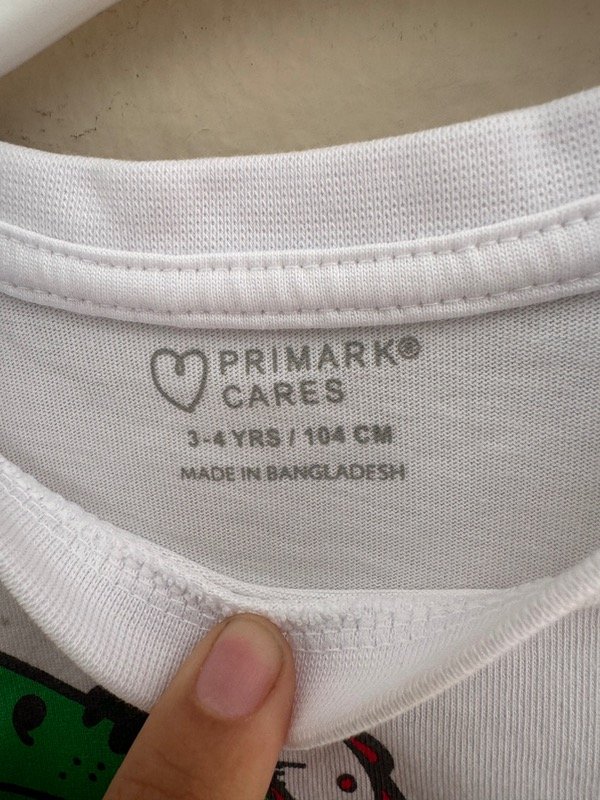 PRIMARK®
CARES
3-4 YRS / 104 CM
MADE IN BANGLADESH